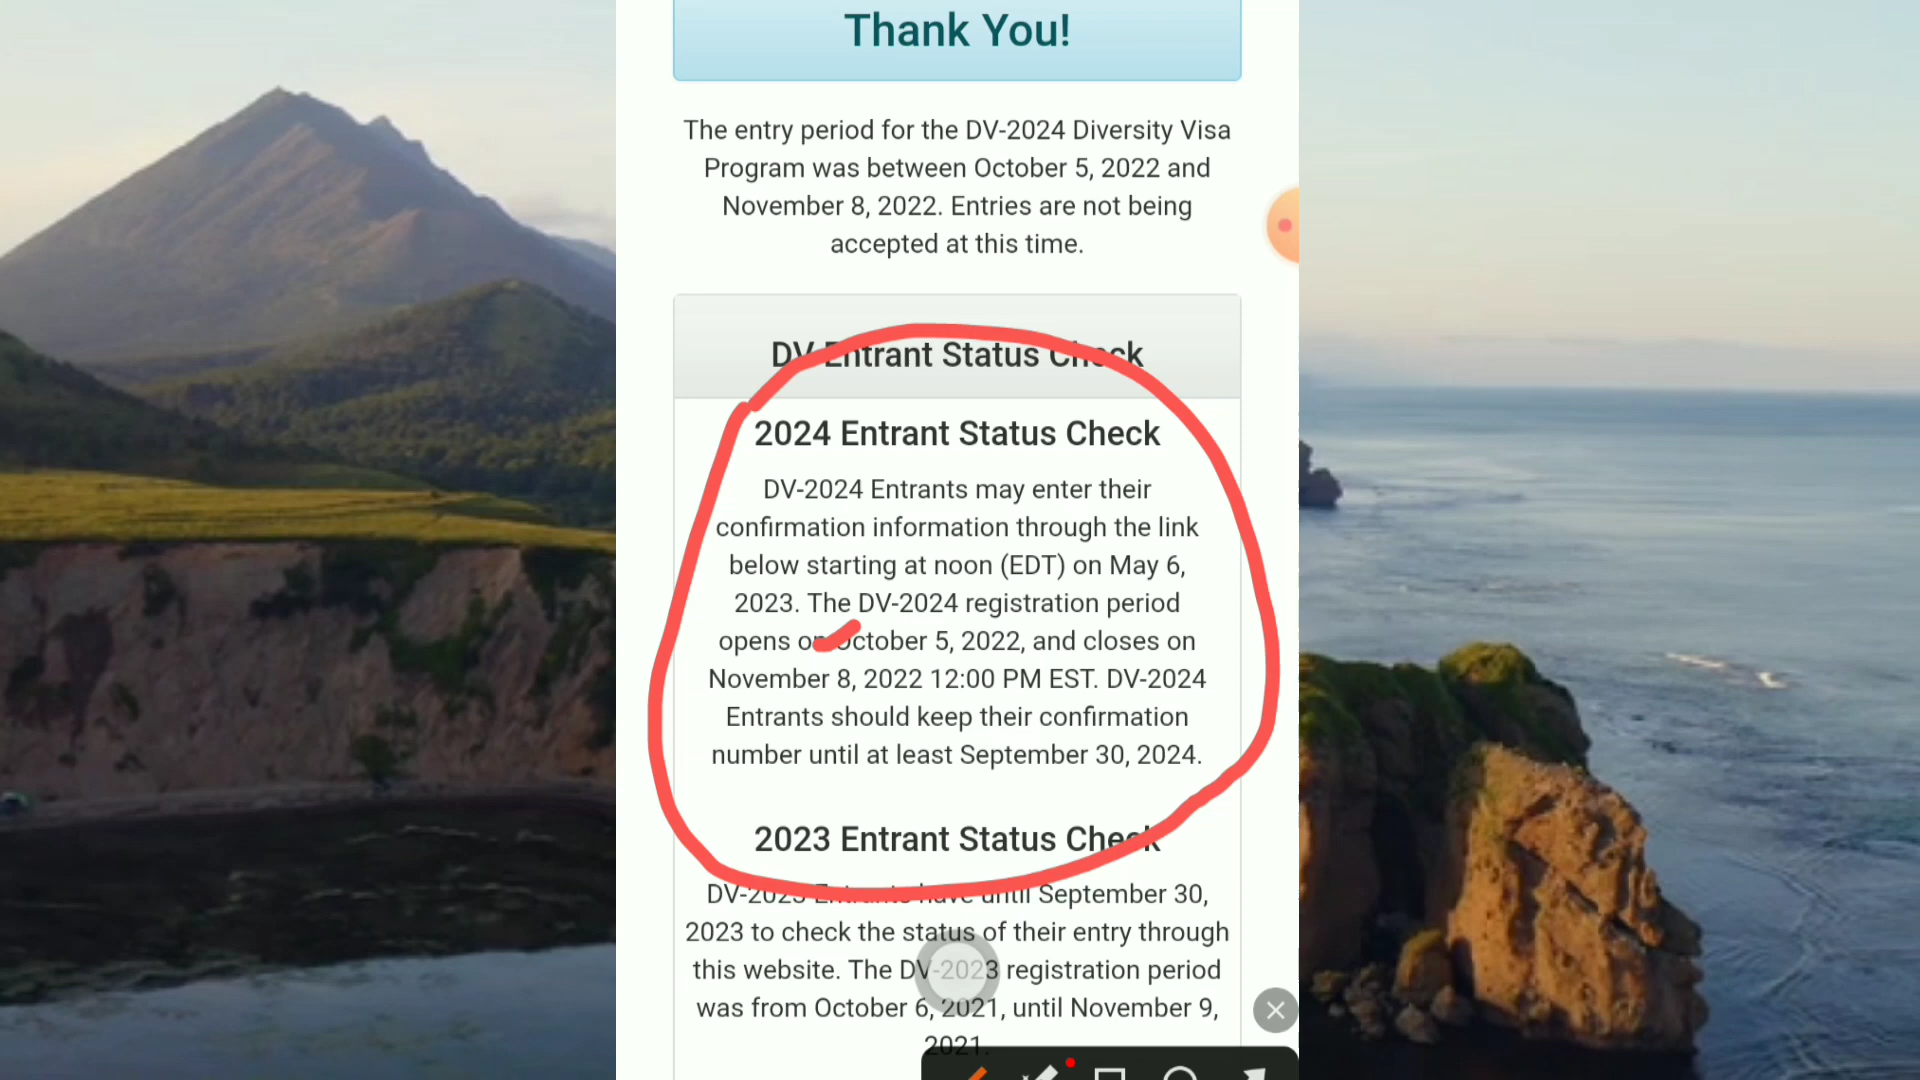 Thank You!
The entry period for the DV-2024 Diversity Visa
Program was between October 5, 2022 and
November 8, 2022. Entries are not being
accepted at this time.
DV Entrant Status Check
2024 Entrant Status Check
DV-2024 Entrants may enter their
confirmation information through the link
below starting at noon (EDT) on May 6,
2023. The DV-2024 registration period
opens on October 5, 2022, and closes on
November 8, 2022 12:00 PM EST. DV-2024
Entrants should keep their confirmation
number until at least September 30, 2024.
2023 Entrant Status Check
DV-2023 Entrants have until September 30,
2023 to check the status of their entry through
this website. The DV-2023 registration period
was from October 6, 2021, until November 9,
2021.